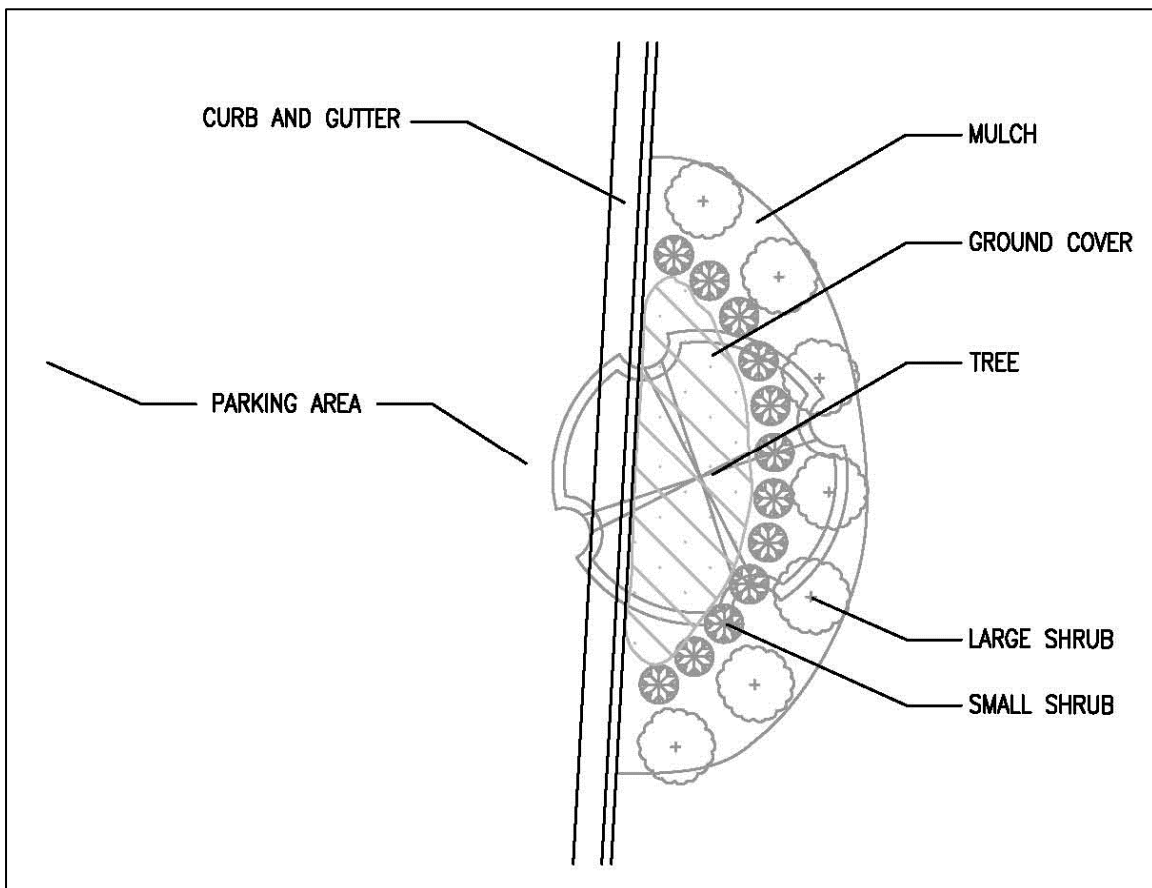 CURB AND GUTTER
MULCH
GROUND COVER
TREE
PARKING AREA
LARGE SHRUB
SMALL SHRUB